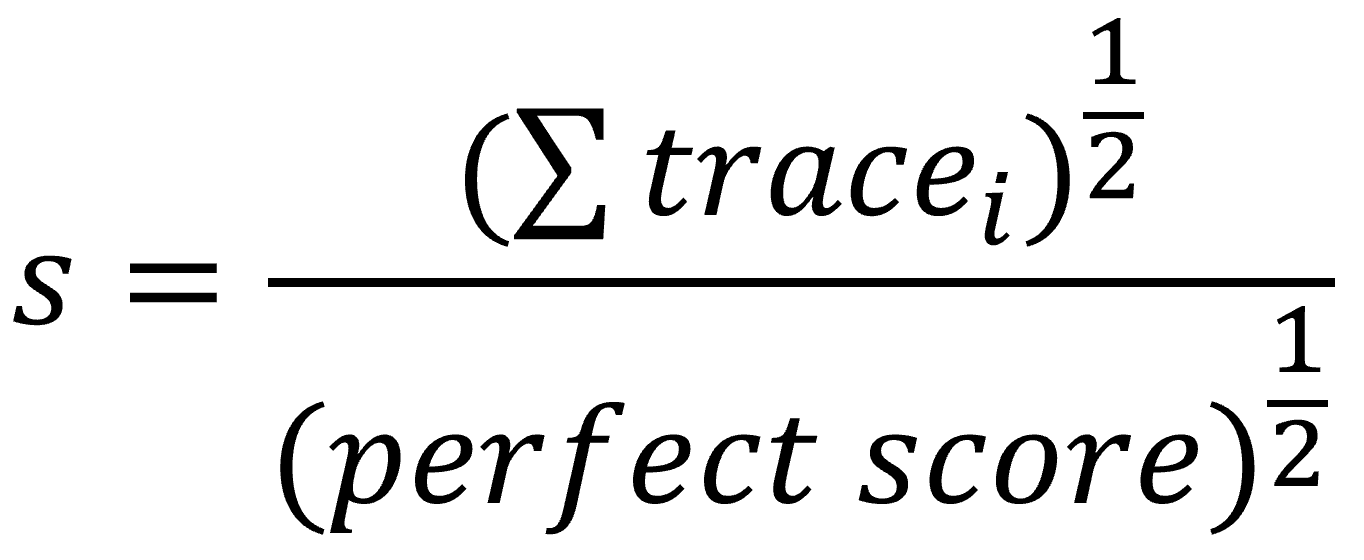 s = (∑ trace_i)^{1/2} / (perfect score)^{1/2}